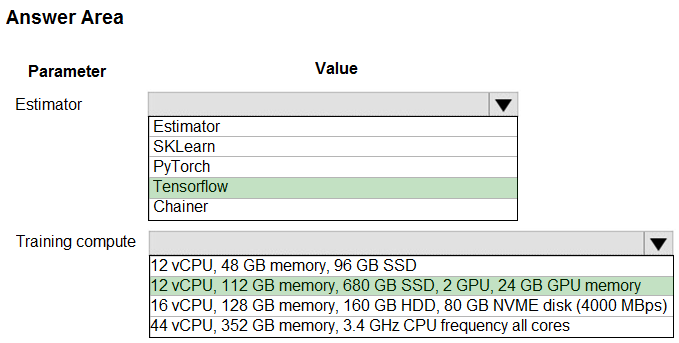 Answer Area
Parameter Value
Estimator
Estimator
SKLearn
PyTorch
Tensorflow
Chainer
Training compute
12 vCPU, 48 GB memory, 96 GB SSD
12 vCPU, 112 GB memory, 680 GB SSD, 2 GPU, 24 GB GPU memory
16 vCPU, 128 GB memory, 160 GB HDD, 80 GB NVME disk (4000 MBps)
44 vCPU, 352 GB memory, 3.4 GHz CPU frequency all cores